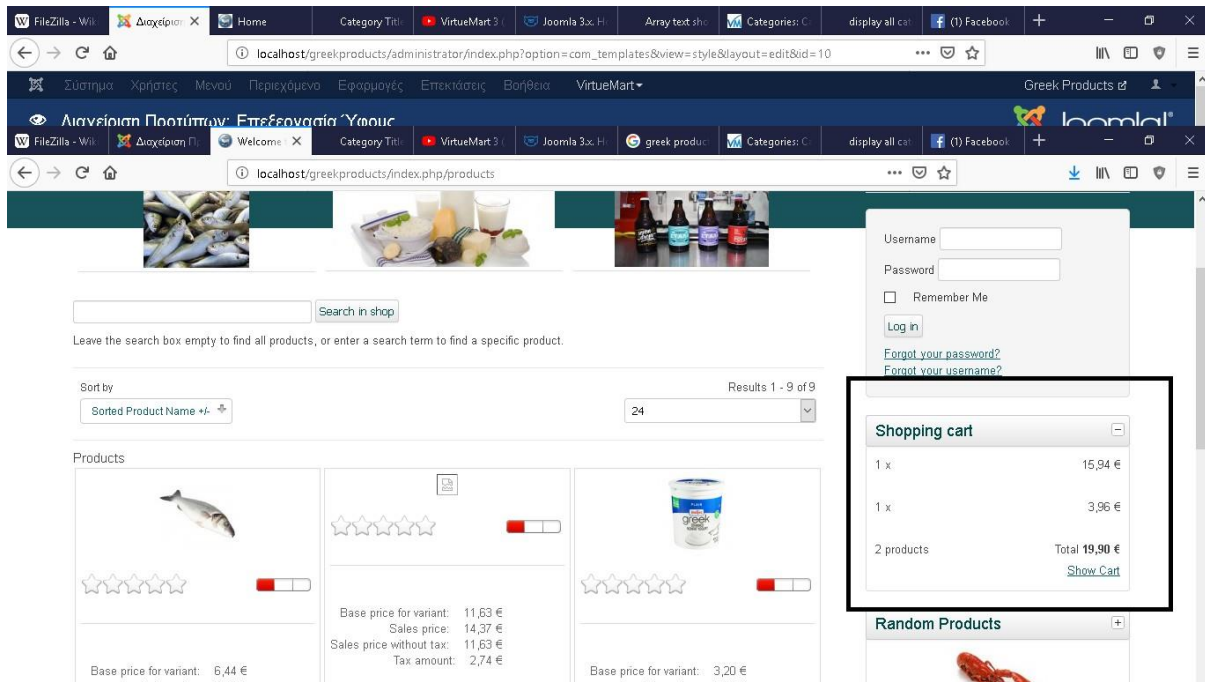 FileZilla - Wik
Διαχείριση
Home
Category Title
VirtueMart 3 (
Joomla 3.x. H
Array text sho
Categories: C
display all cat
(1) Facebook
localhost/greekproducts/administrator/index.php?option=com_templates&view=style&layout=edit&id=10
Σύστημα Χρήστες Μενού Περιεχόμενο Εφαρμογές Επεκτάσεις Βοήθεια VirtueMart
Greek Products
Διαχείριση Προτύπων: Επεξεργασία Ύφους
Joomla!
FileZilla - Wik
Διαχείριση Π
Welcome
Category Title
VirtueMart 3 (
Joomla 3.x. H
greek produc
Categories: C
display all cat
(1) Facebook
localhost/greekproducts/index.php/products
Username
Password
Remember Me
Log in
Forgot your password?
Forgot your username?
Search in shop
Leave the search box empty to find all products, or enter a search term to find a specific product.
Sort by
Sorted Product Name +/-
Results 1 - 9 of 9
24
Shopping cart
1 x 15,94 €
1 x 3,96 €
2 products Total 19,90 €
Show Cart
Random Products
Products
Base price for variant: 6,44 €
Base price for variant: 11,63 €
Sales price: 14,37 €
Sales price without tax: 11,63 €
Tax amount: 2,74 €
greek
Base price for variant: 3,20 €